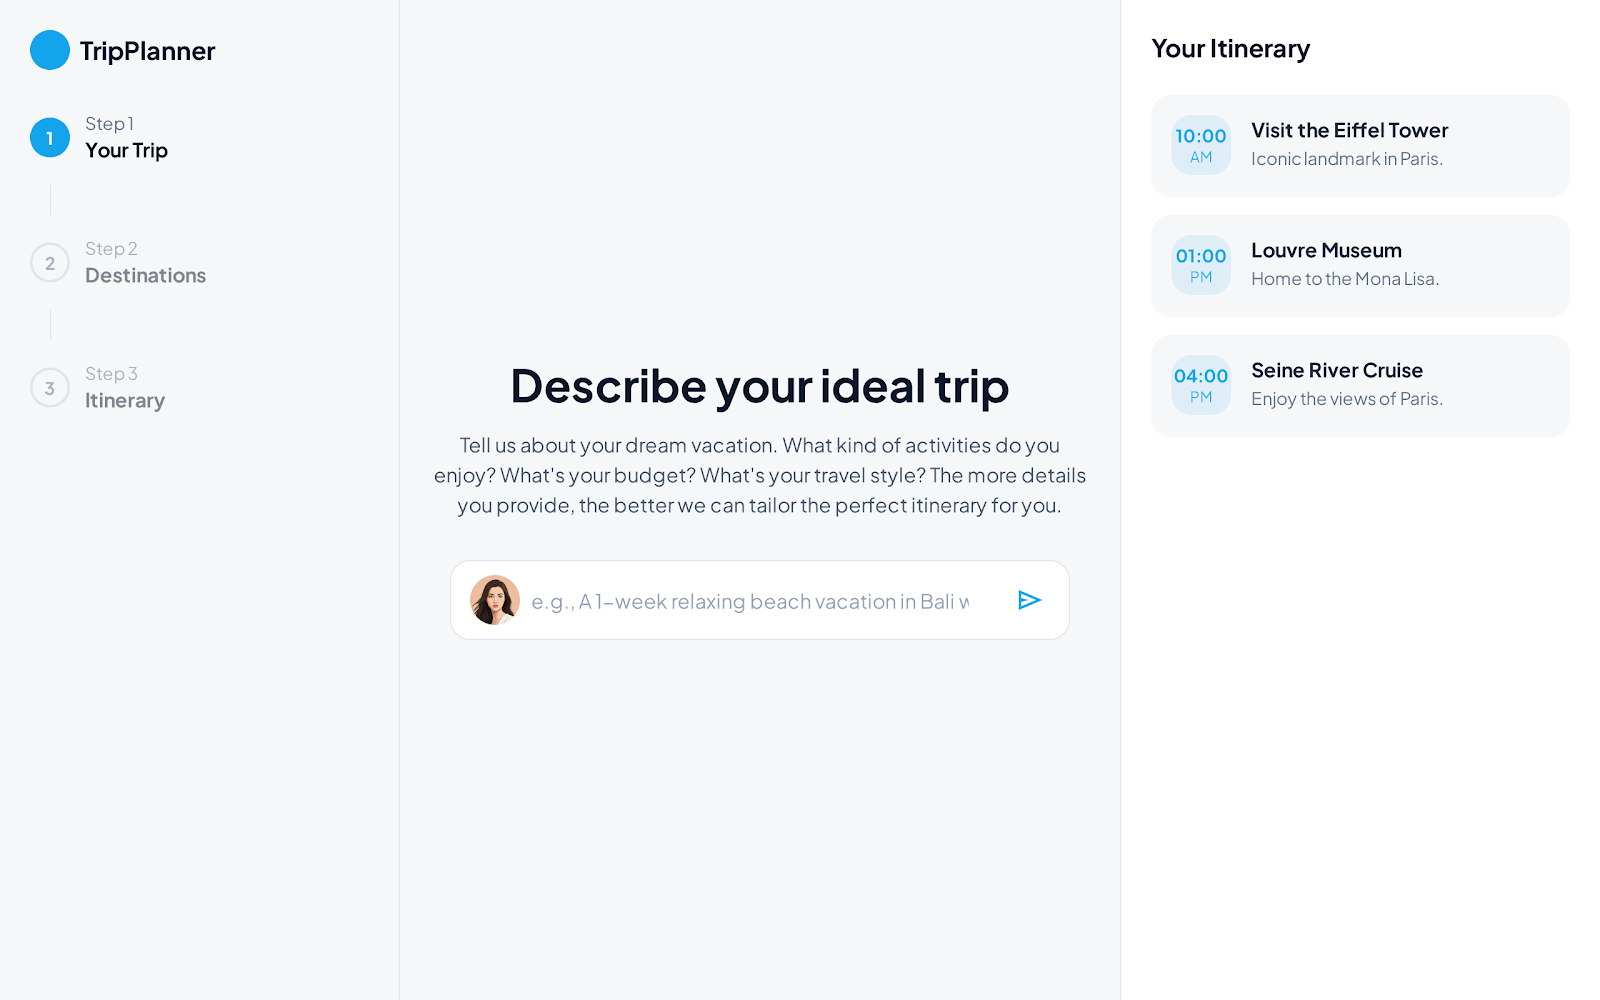 TripPlanner
1
Step 1
Your Trip
2
Step 2
Destinations
3
Step 3
Itinerary
Describe your ideal trip
Tell us about your dream vacation. What kind of activities do you
enjoy? What's your budget? What's your travel style? The more details
you provide, the better we can tailor the perfect itinerary for you.
e.g., A 1-week relaxing beach vacation in Bali
Your Itinerary
10:00
AM
Visit the Eiffel Tower
Iconic landmark in Paris.
01:00
PM
Louvre Museum
Home to the Mona Lisa.
04:00
PM
Seine River Cruise
Enjoy the views of Paris.